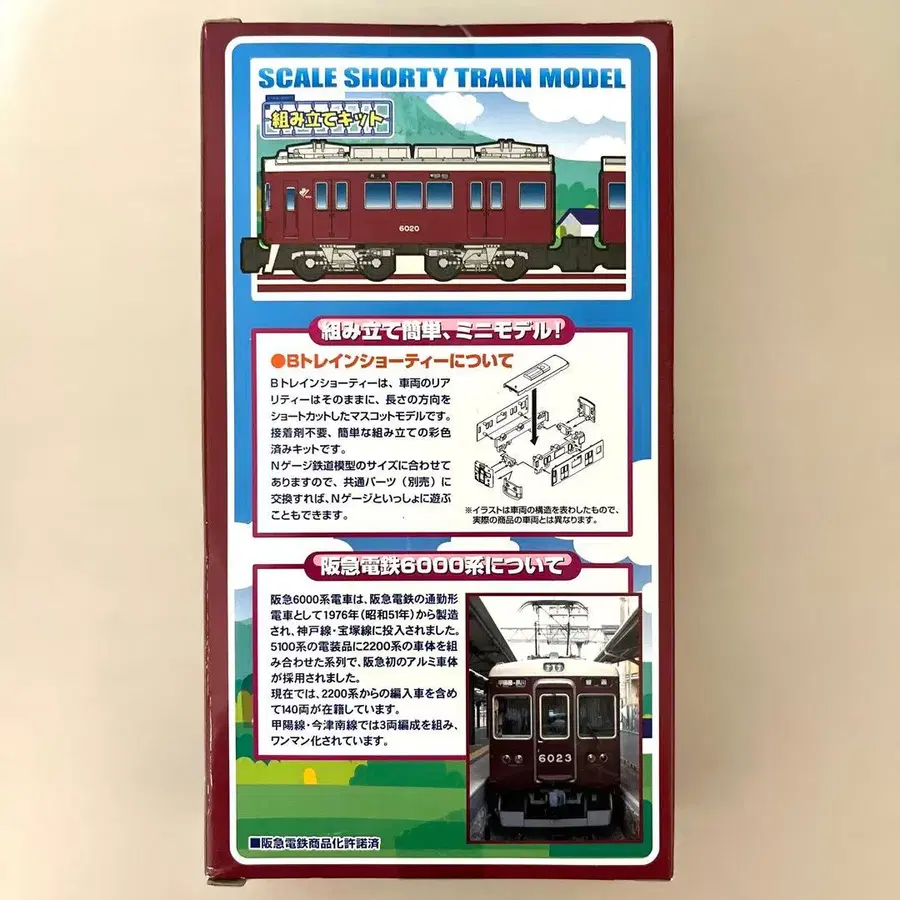 SCALE SHORTY TRAIN MODEL
組み立てキット
6020
組み立て簡単、ミニモデル!
●Bトレインショーティーについて
Bトレインショーティーは、車両のリア
リティーはそのままに、長さの方向を
ショートカットしたマスコットモデルです。
接着剤不要、簡単な組み立ての彩色
済みキットです。
Nゲージ鉄道模型のサイズに合わせて
ありますので、共通パーツ(別売)に
交換すれば、Nゲージといっしょに遊ぶ
こともできます。
※イラストは車両の構造を表わしたもので、
実際の商品の車両とは異なります。
阪急電鉄6000系について
阪急6000系電車は、阪急電鉄の通勤形
電車として1976年(昭和51年)から製造
され、神戸線・宝塚線に投入されました。
5100系の電装品に2200系の車体を組
み合わせた系列で、阪急初のアルミ車体
が採用されました。
現在では、2200系からの編入車を含め
て140両が在籍しています。
甲陽線・今津南線では3両編成を組み、
ワンマン化されています。
6023
■阪急電鉄商品化許諾済